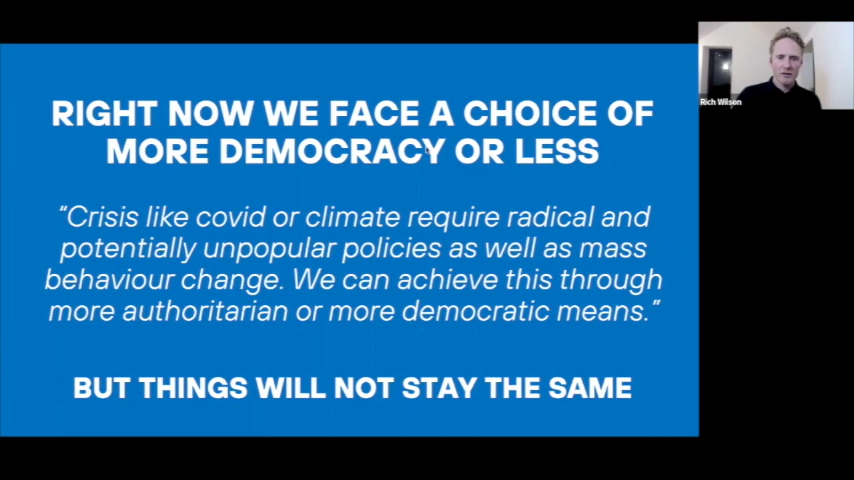 RIGHT NOW WE FACE A CHOICE OF
MORE DEMOCRACY OR LESS
“Crisis like covid or climate require radical and
potentially unpopular policies as well as mass
behaviour change. We can achieve this through
more authoritarian or more democratic means.”
BUT THINGS WILL NOT STAY THE SAME
Rich Wilson